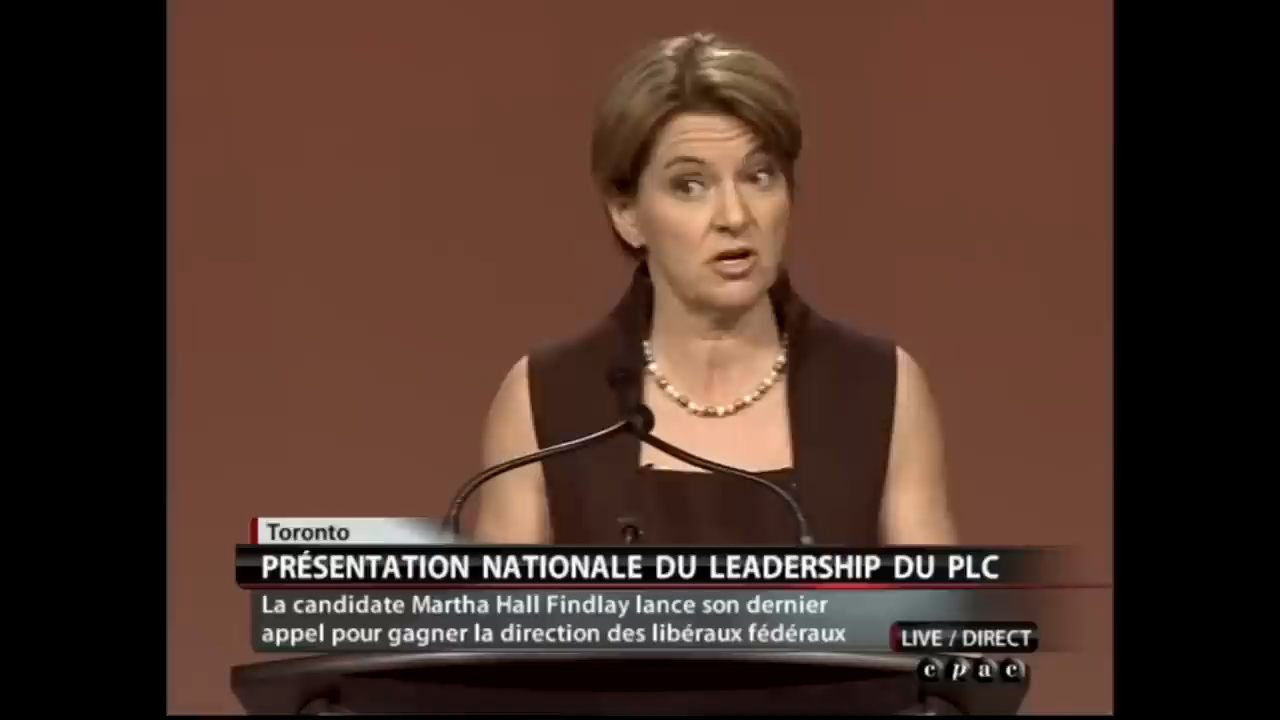 Toronto
PRÉSENTATION NATIONALE DU LEADERSHIP DU PLC
La candidate Martha Hall Findlay lance son dernier
appel pour gagner la direction des libéraux fédéraux
LIVE / DIRECT
cpac